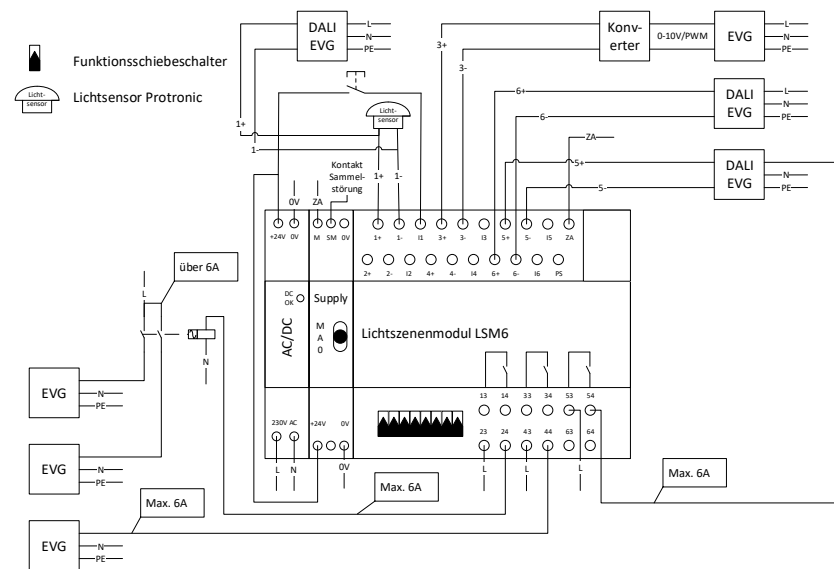 DALI
EVG
L
N
PE
Konv-
erter
0-10V/PWM
EVG
L
N
PE
3+
3-
Funktionsschiebeschalter
Licht-
sensor
Lichtsensor Protronic
Licht-
sensor
6+
6-
DALI
EVG
L
N
PE
1+
1-
ZA
5+
5-
DALI
EVG
N
PE
Kontakt
Sammel-
störung
1+
1-
0V
ZA
+24V
0V
M
SM
0V
1+
1-
I1
3+
3-
I3
5+
5-
I5
ZA
2+
2-
I2
4+
4-
I4
6+
6-
I6
PS
über 6A
L
N
DC
OK
AC/DC
Supply
M
A
0
Lichtszenenmodul LSM6
EVG
N
PE
13
14
33
34
53
54
230V AC
+24V
0V
23
24
43
44
63
64
EVG
N
PE
L
N
0V
L
L
L
Max. 6A
Max. 6A
Max. 6A
EVG
N
PE